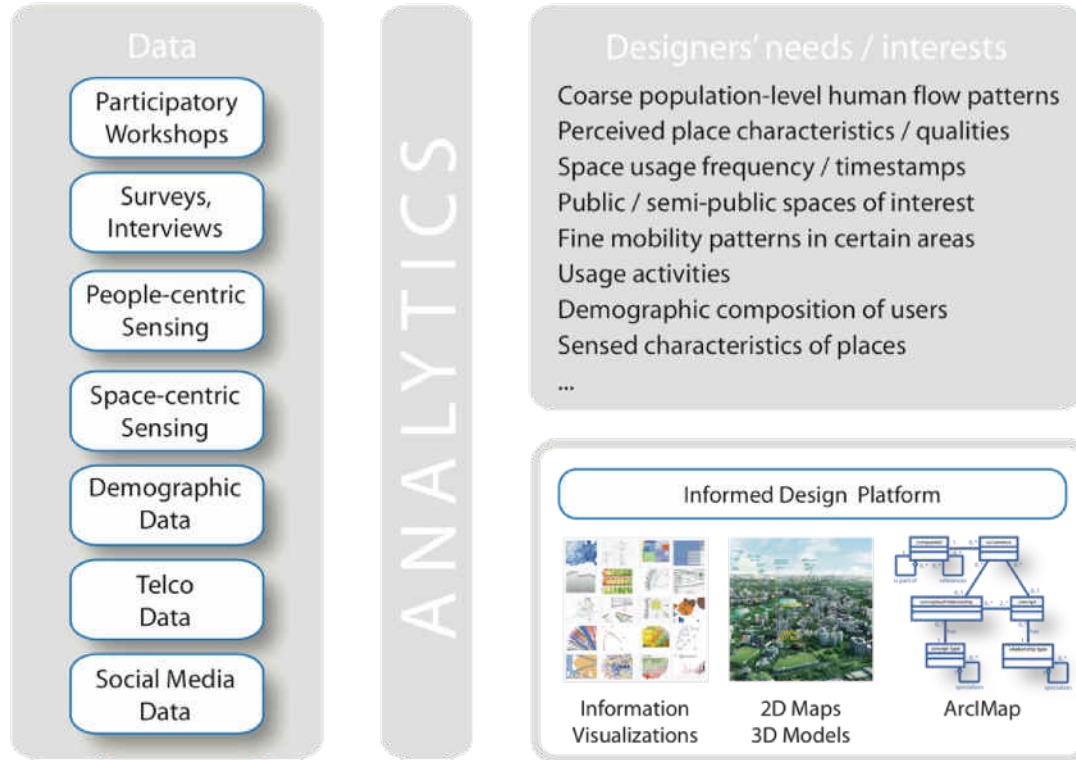 Data
Participatory
Workshops
Surveys,
Interviews
People-centric
Sensing
Space-centric
Sensing
Demographic
Data
Telco
Data
Social Media
Data
ANALYTICS
Designers' needs / interests
Coarse population-level human flow patterns
Perceived place characteristics / qualities
Space usage frequency / timestamps
Public / semi-public spaces of interest
Fine mobility patterns in certain areas
Usage activities
Demographic composition of users
Sensed characteristics of places
...
Informed Design Platform
Information
Visualizations
2D Maps
3D Models
ArcIMap